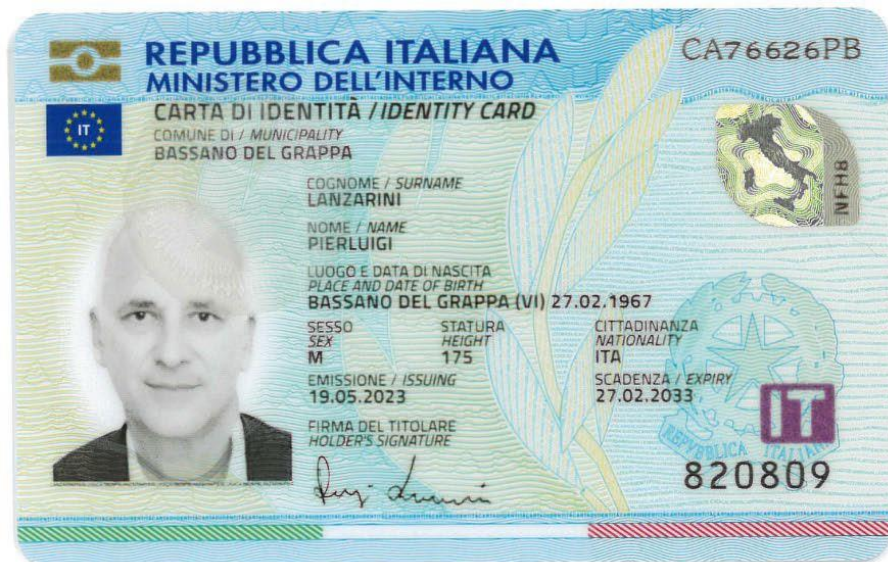 REPUBBLICA ITALIANA
MINISTERO DELL'INTERNO
CA76626PB
IT
CARTA DI IDENTITÀ / IDENTITY CARD
COMUNE DI / MUNICIPALITY
BASSANO DEL GRAPPA
NFH8
COGNOME / SURNAME
LANZARINI
NOME / NAME
PIERLUIGI
LUOGO E DATA DI NASCITA
PLACE AND DATE OF BIRTH
BASSANO DEL GRAPPA (VI) 27.02.1967
SESSO STATURA CITTADINANZA
SEX HEIGHT NATIONALITY
M 175 ITA
EMISSIONE / ISSUING SCADENZA / EXPIRY
19.05.2023 27.02.2033
IT
FIRMA DEL TITOLARE
HOLDER'S SIGNATURE
REPVBBLICA ITALIANA
820809